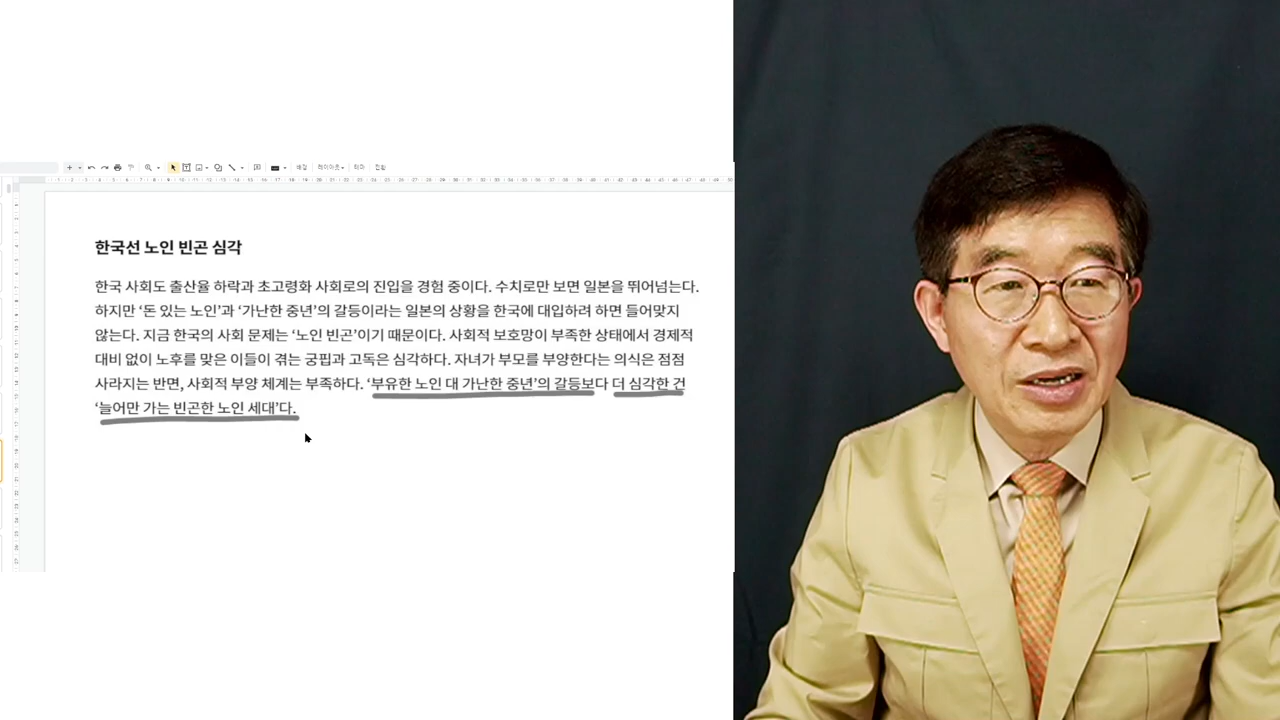 배경
레이아웃
테마
전환
한국선 노인 빈곤 심각
한국 사회도 출산율 하락과 초고령화 사회로의 진입을 경험 중이다. 수치로만 보면 일본을 뛰어넘는다.
하지만 ‘돈 있는 노인’과 ‘가난한 중년’의 갈등이라는 일본의 상황을 한국에 대입하려 하면 들어맞지
않는다. 지금 한국의 사회 문제는 ‘노인 빈곤’이기 때문이다. 사회적 보호망이 부족한 상태에서 경제적
대비 없이 노후를 맞은 이들이 겪는 궁핍과 고독은 심각하다. 자녀가 부모를 부양한다는 의식은 점점
사라지는 반면, 사회적 부양 체계는 부족하다. ‘부유한 노인 대 가난한 중년’의 갈등보다 더 심각한 건
‘늘어만 가는 빈곤한 노인 세대’다.